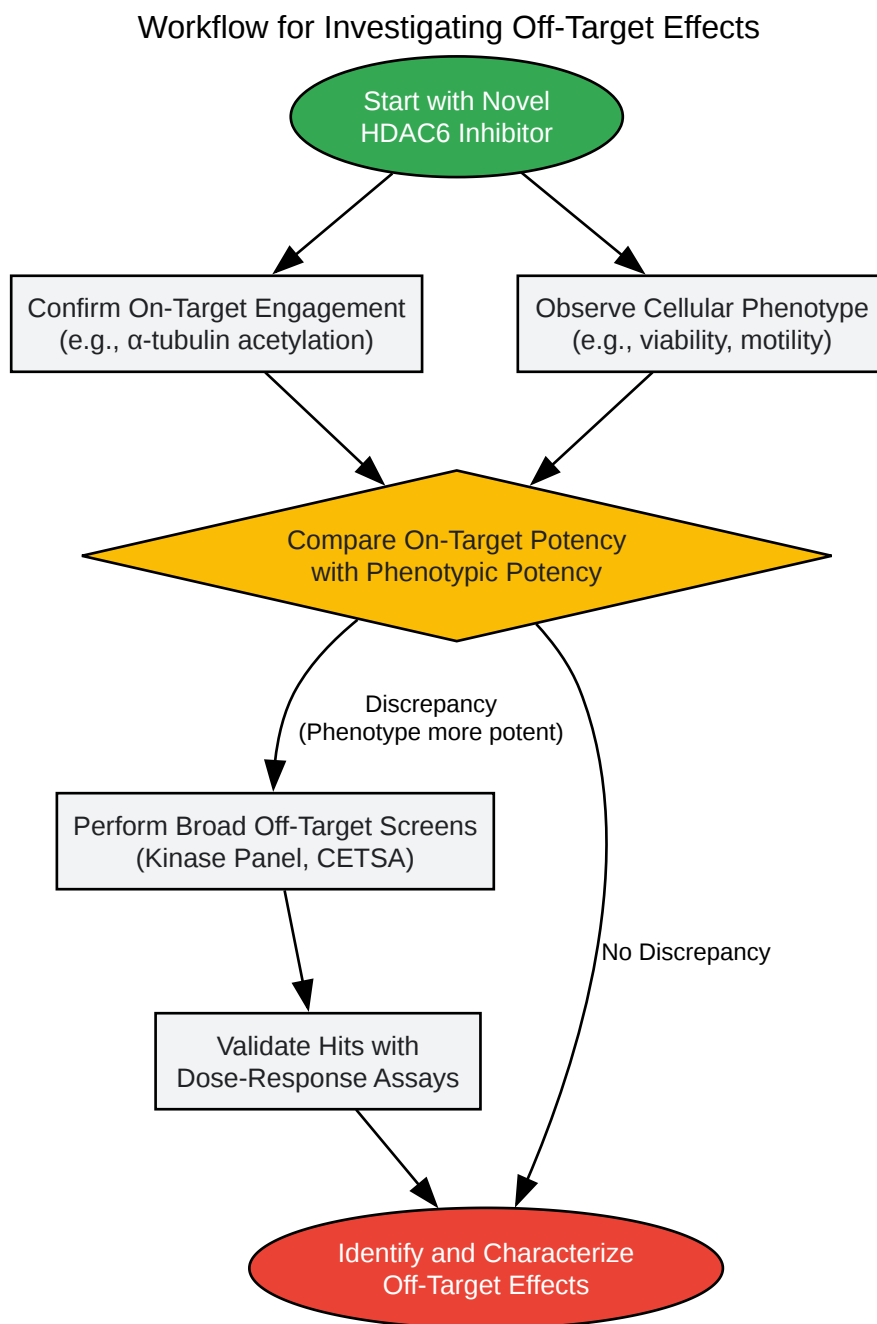 Workflow for Investigating Off-Target Effects
Start with Novel
HDAC6 Inhibitor
Confirm On-Target Engagement
(e.g., α-tubulin acetylation)
Observe Cellular Phenotype
(e.g., viability, motility)
Compare On-Target Potency
with Phenotypic Potency
Discrepancy
(Phenotype more potent)
Perform Broad Off-Target Screens
(Kinase Panel, CETSA)
No Discrepancy
Validate Hits with
Dose-Response Assays
Identify and Characterize
Off-Target Effects